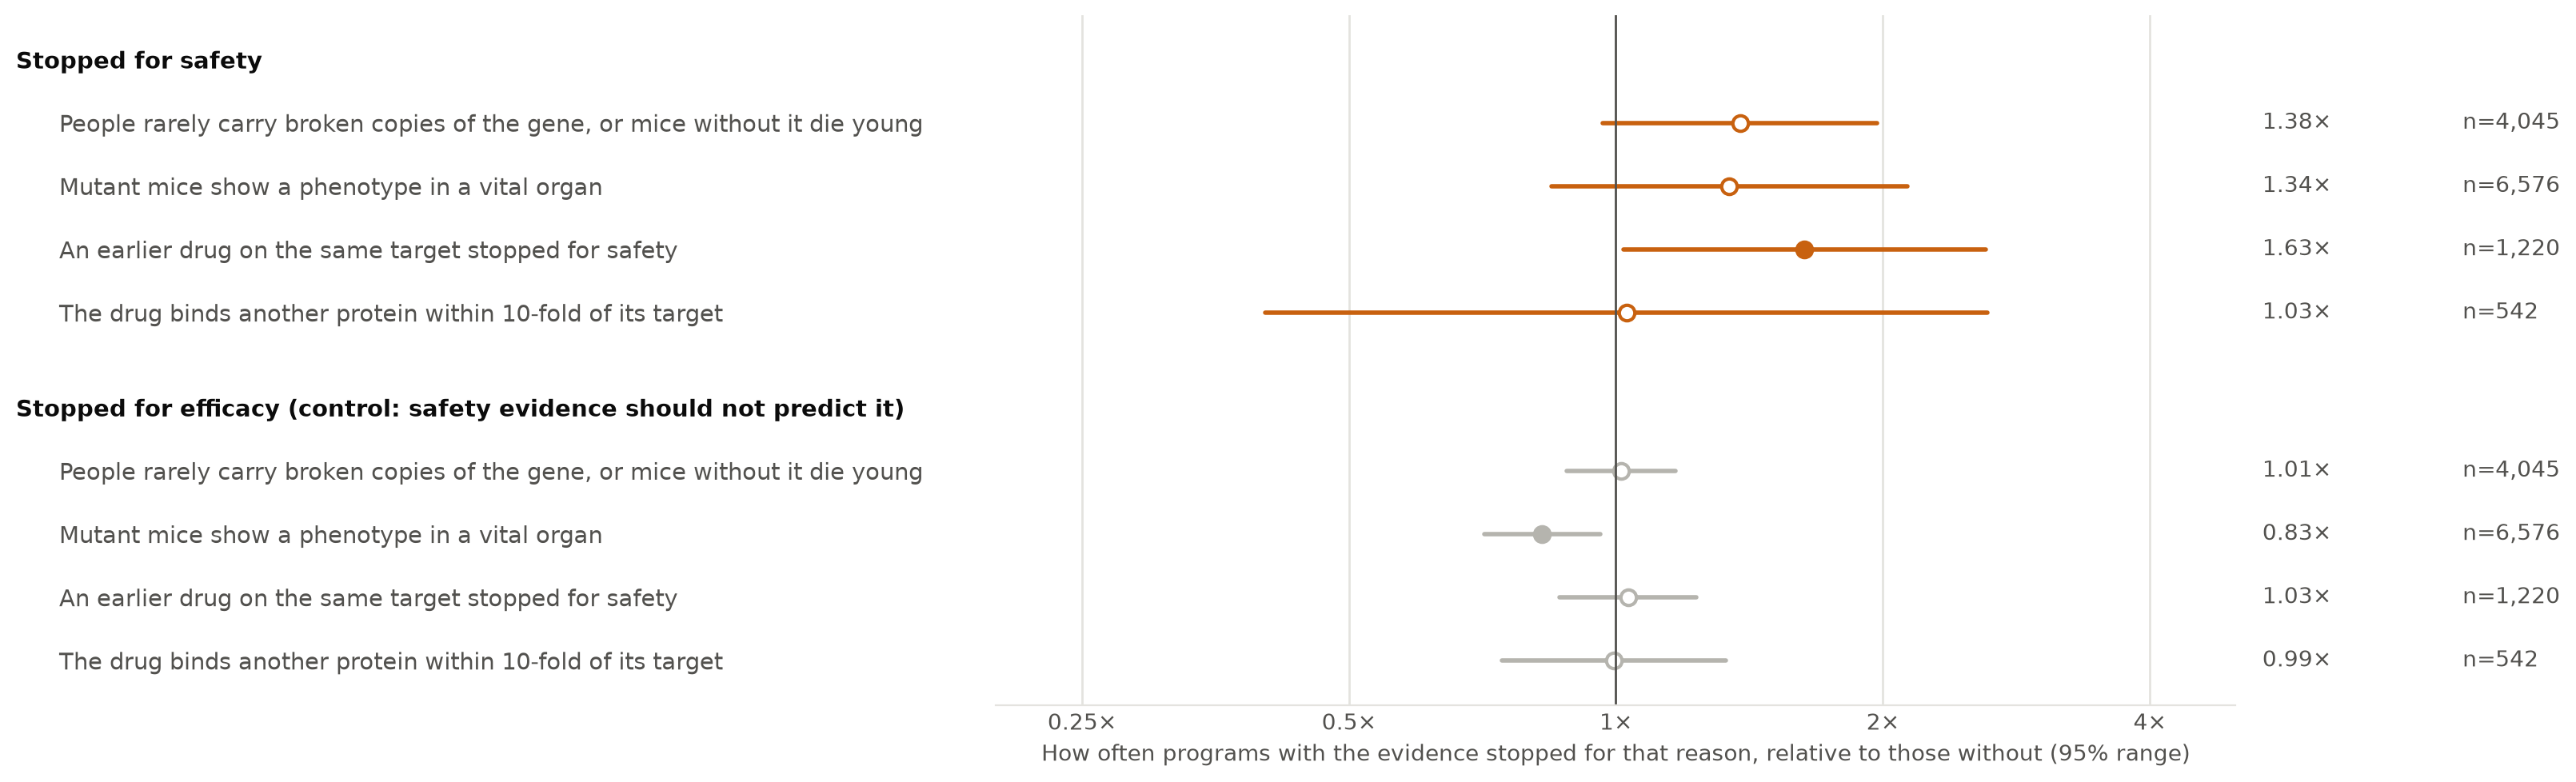 Stopped for safety
People rarely carry broken copies of the gene, or mice without it die young 1.38× n=4,045
Mutant mice show a phenotype in a vital organ 1.34× n=6,576
An earlier drug on the same target stopped for safety 1.63× n=1,220
The drug binds another protein within 10-fold of its target 1.03× n=542
Stopped for efficacy (control: safety evidence should not predict it)
People rarely carry broken copies of the gene, or mice without it die young 1.01× n=4,045
Mutant mice show a phenotype in a vital organ 0.83× n=6,576
An earlier drug on the same target stopped for safety 1.03× n=1,220
The drug binds another protein within 10-fold of its target 0.99× n=542
0.25× 0.5× 1× 2× 4×
How often programs with the evidence stopped for that reason, relative to those without (95% range)